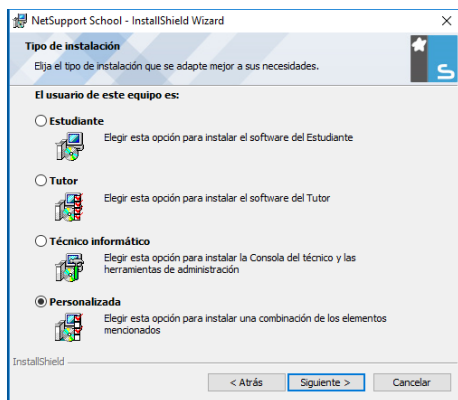 NetSupport School - InstallShield Wizard
Tipo de instalación
Elija el tipo de instalación que se adapte mejor a sus necesidades.
S
El usuario de este equipo es:
Estudiante
Elegir esta opción para instalar el software del Estudiante
Tutor
Elegir esta opción para instalar el software del Tutor
Técnico informático
Elegir esta opción para instalar la Consola del técnico y las
herramientas de administración
Personalizada
Elegir esta opción para instalar una combinación de los elementos
mencionados
InstallShield
< Atrás
Siguiente >
Cancelar